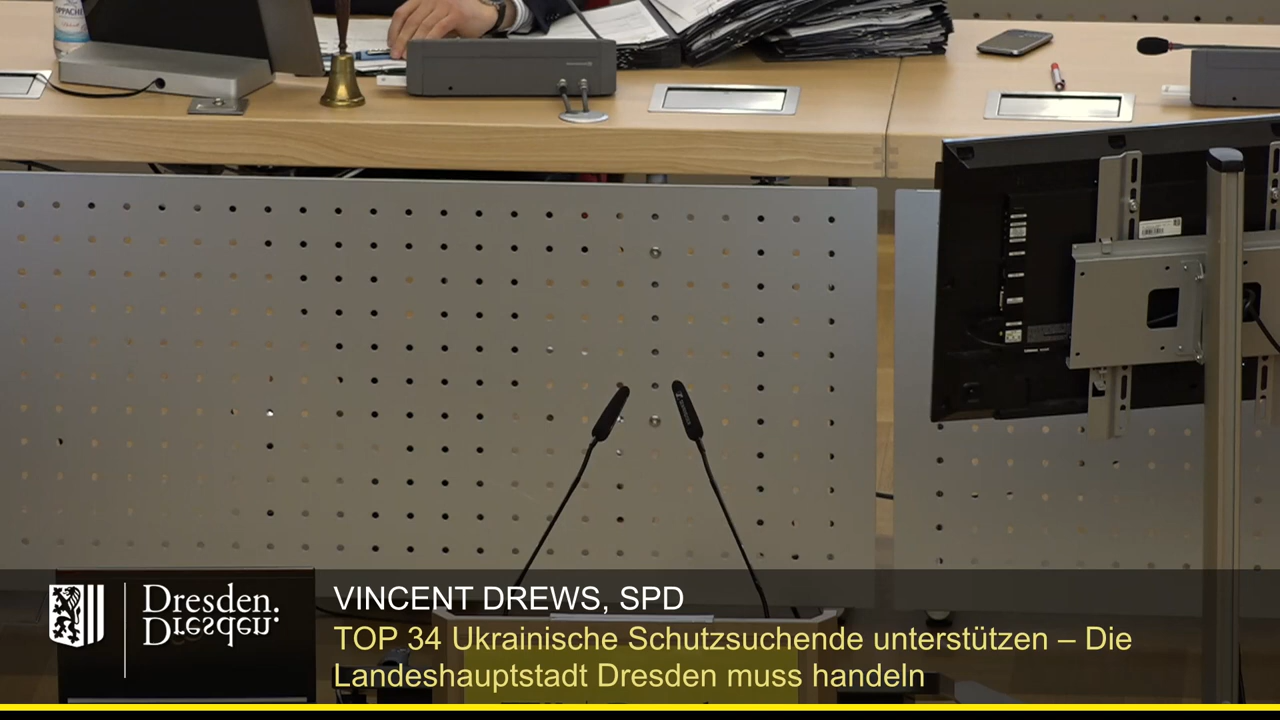 VINCENT DREWS, SPD
TOP 34 Ukrainische Schutzsuchende unterstützen – Die
Landeshauptstadt Dresden muss handeln
Dresden.
Dresden.